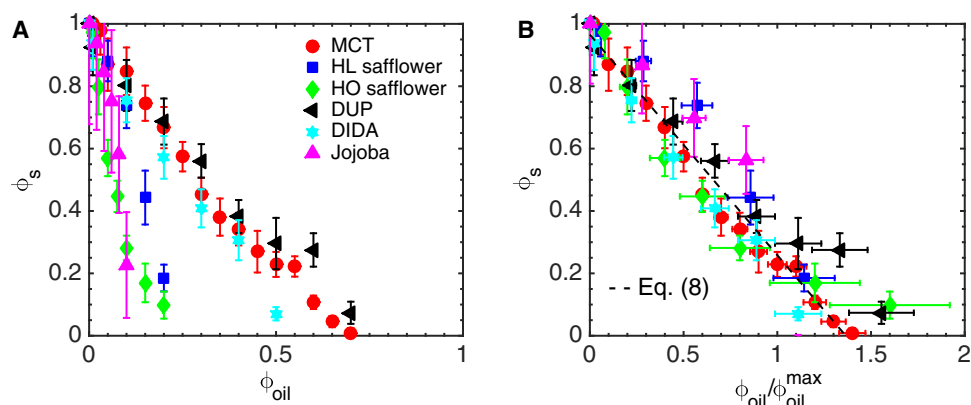 A
1
0.8
0.6
0.4
0.2
0
ϕs
0
0.5
1
ϕoil
MCT
HL safflower
HO safflower
DUP
DIDA
Jojoba
B
1
0.8
0.6
0.4
0.2
0
ϕs
-- Eq. (8)
0
0.5
1
1.5
2
ϕoil/ϕoil^max